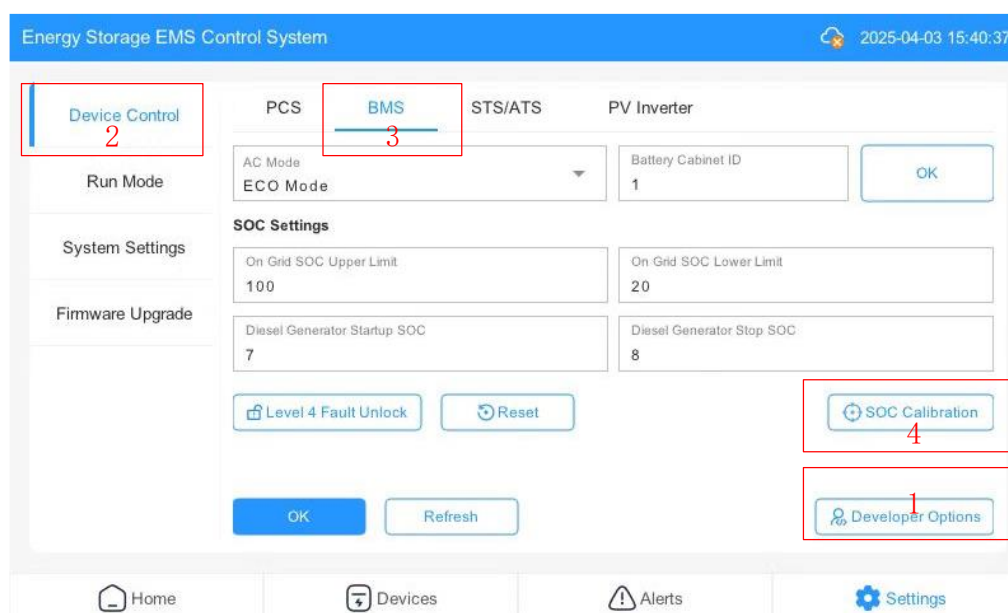 Energy Storage EMS Control System 2025-04-03 15:40:37
Device Control
2
Run Mode
System Settings
Firmware Upgrade
PCS BMS STS/ATS PV Inverter
3
AC Mode
ECO Mode
Battery Cabinet ID
1
OK
SOC Settings
On Grid SOC Upper Limit
100
On Grid SOC Lower Limit
20
Diesel Generator Startup SOC
7
Diesel Generator Stop SOC
8
Level 4 Fault Unlock Reset SOC Calibration
4
1
OK Refresh Developer Options
Home Devices Alerts Settings